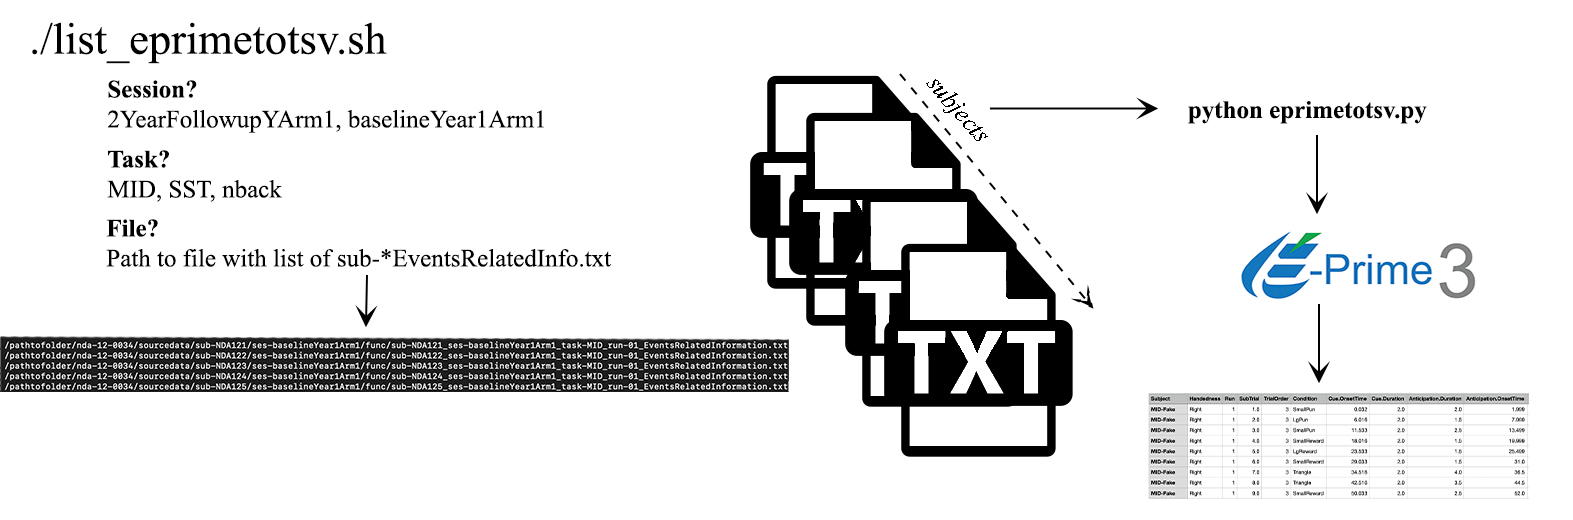 ./list_eprimetotsv.sh
Session?
2YearFollowupYArm1, baselineYear1Arm1
Task?
MID, SST, nback
File?
Path to file with list of sub-*EventsRelatedInfo.txt
/pathtofolder/nda-12-0034/sourcedata/sub-NDA121/ses-baselineYear1Arm1/func/sub-NDA121_ses-baselineYear1Arm1_task-MID_run-01_EventsRelatedInformation.txt
/pathtofolder/nda-12-0034/sourcedata/sub-NDA122/ses-baselineYear1Arm1/func/sub-NDA122_ses-baselineYear1Arm1_task-MID_run-01_EventsRelatedInformation.txt
/pathtofolder/nda-12-0034/sourcedata/sub-NDA123/ses-baselineYear1Arm1/func/sub-NDA123_ses-baselineYear1Arm1_task-MID_run-01_EventsRelatedInformation.txt
/pathtofolder/nda-12-0034/sourcedata/sub-NDA124/ses-baselineYear1Arm1/func/sub-NDA124_ses-baselineYear1Arm1_task-MID_run-01_EventsRelatedInformation.txt
/pathtofolder/nda-12-0034/sourcedata/sub-NDA125/ses-baselineYear1Arm1/func/sub-NDA125_ses-baselineYear1Arm1_task-MID_run-01_EventsRelatedInformation.txt
subjects
T
T
T
TXT
python eprimetotsv.py
E-Prime 3
Subject Handedness Run SubTrial TrialOrder Condition Cue.OnsetTime Cue.Duration Anticipation.Duration Anticipation.OnsetTime
MID-Fake Right 1 1.0 3 SmallPun 0.032 2.0 2.0 1.999
MID-Fake Right 1 2.0 3 LgPun 6.016 2.0 1.5
MID-Fake Right 1 3.0 3 SmallPun 11.533 2.0 2.5 13.499
MID-Fake Right 1 4.0 3 SmallReward 18.016 2.0 1.5 19.999
MID-Fake Right 1 5.0 3 LgReward 23.533 2.0 1.5 25.499
MID-Fake Right 1 6.0 3 SmallReward 29.033 2.0 1.5 31.0
MID-Fake Right 1 7.0 3 Triangle 34.516 2.0 4.0 36.5
MID-Fake Right 1 8.0 3 Triangle 42.516 2.0 3.5 44.5
MID-Fake Right 1 9.0 3 SmallReward 50.033 2.0 2.5 52.0